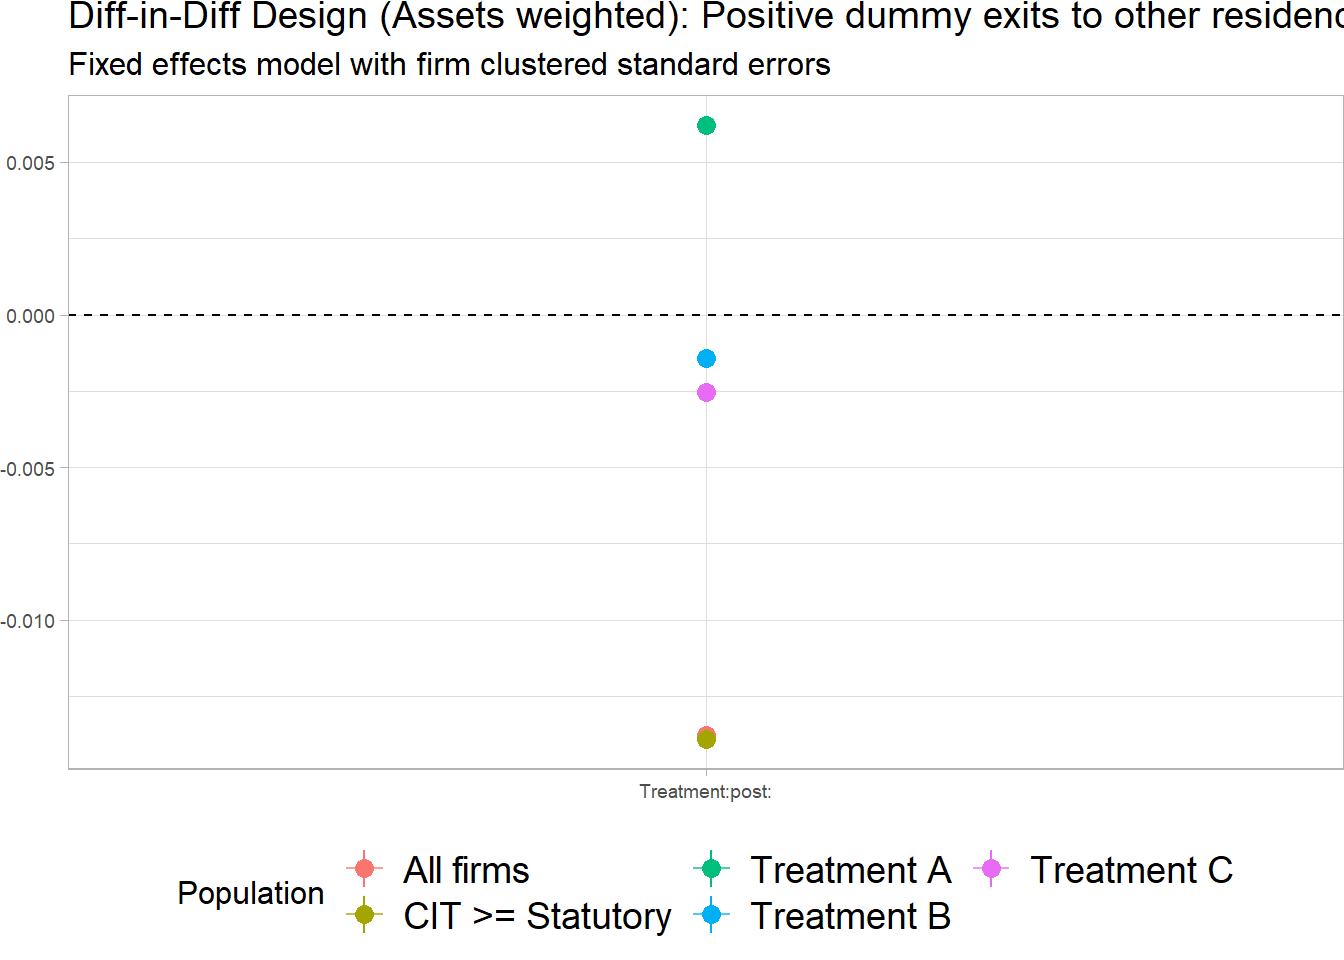 Diff-in-Diff Design (Assets weighted): Positive dummy exits to other
Fixed effects model with firm clustered standard errors
0.005
0.000
-0.005
-0.010
Treatment:post:
Population
All firms
Treatment A
Treatment C
CIT >= Statutory
Treatment B